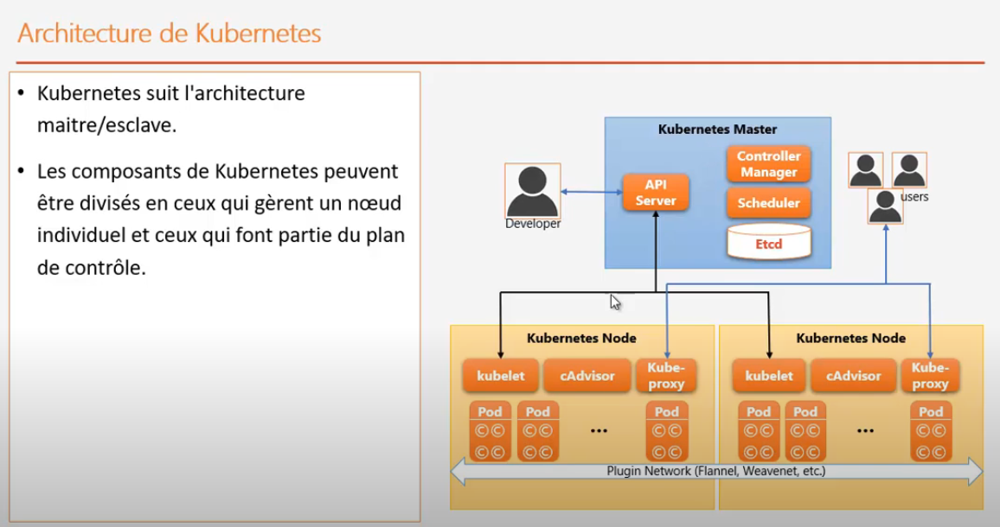 Architecture de Kubernetes
• Kubernetes suit l'architecture
maitre/esclave.
• Les composants de Kubernetes peuvent
être divisés en ceux qui gèrent un nœud
individuel et ceux qui font partie du plan
de contrôle.
Kubernetes Master
Controller
Manager
API
Server
Scheduler
Etcd
Developer
users
Kubernetes Node
kubelet
cAdvisor
Kube-
proxy
Pod
©©
©©
Pod
©©
©©
...
Pod
©©
©©
Kubernetes Node
kubelet
cAdvisor
Kube-
proxy
Pod
©©
©©
Pod
©©
©©
...
Pod
©©
©©
Plugin Network (Flannel, Weavenet, etc.)